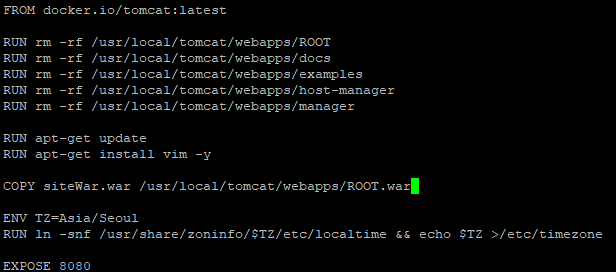 FROM docker.io/tomcat:latest
RUN rm -rf /usr/local/tomcat/webapps/ROOT
RUN rm -rf /usr/local/tomcat/webapps/docs
RUN rm -rf /usr/local/tomcat/webapps/examples
RUN rm -rf /usr/local/tomcat/webapps/host-manager
RUN rm -rf /usr/local/tomcat/webapps/manager
RUN apt-get update
RUN apt-get install vim -y
COPY siteWar.war /usr/local/tomcat/webapps/ROOT.war
ENV TZ=Asia/Seoul
RUN ln -snf /usr/share/zoninfo/$TZ/etc/localtime && echo $TZ >/etc/timezone
EXPOSE 8080